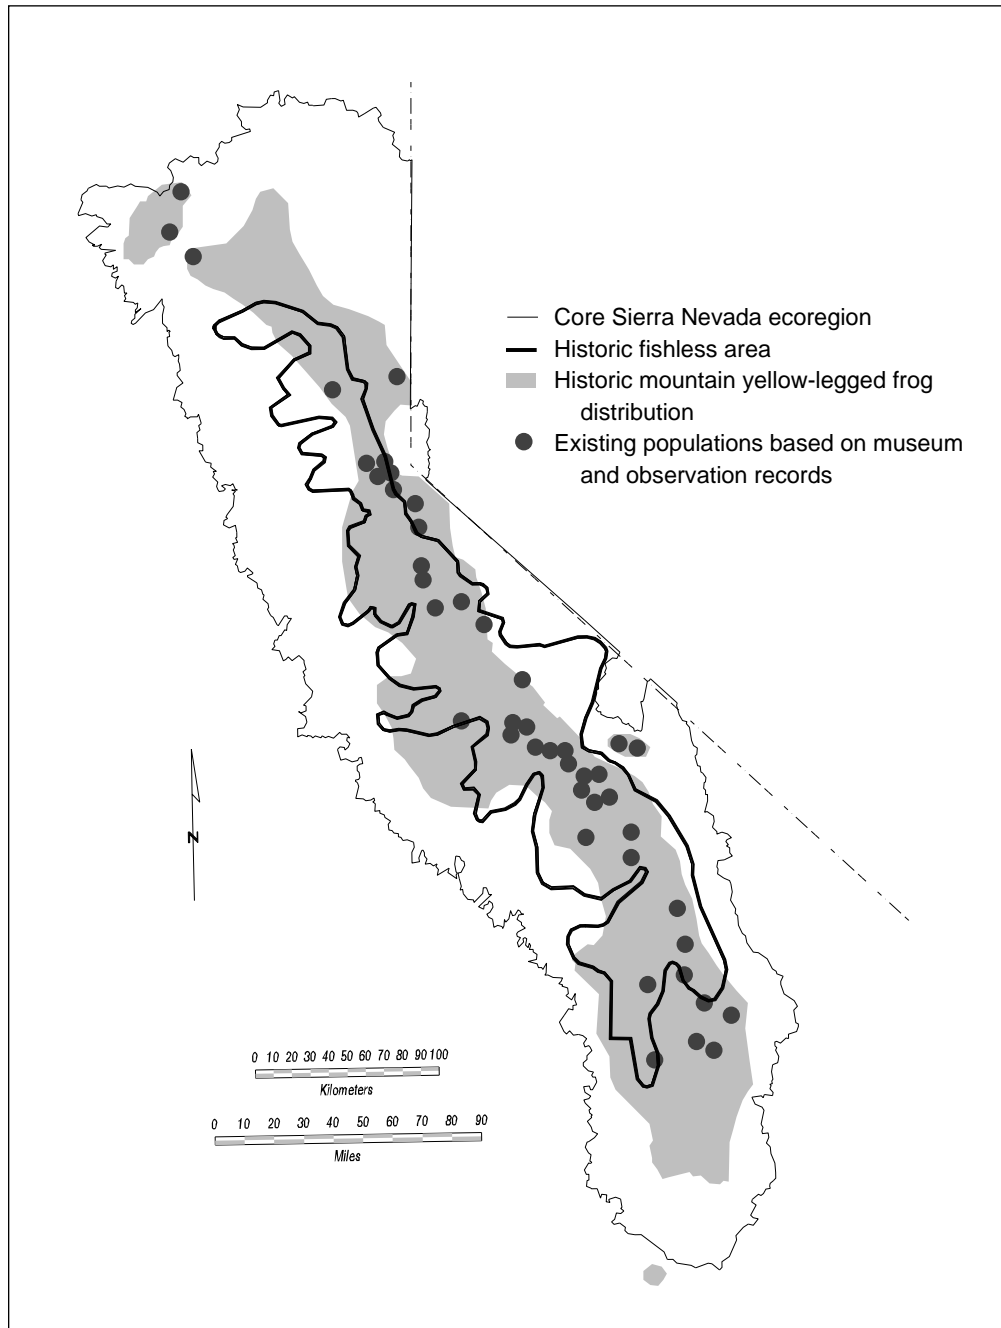 Core Sierra Nevada ecoregion
Historic fishless area
Historic mountain yellow-legged frog
distribution
Existing populations based on museum
and observation records
N
0 10 20 30 40 50 60 70 80 90 100
Kilometers
0 10 20 30 40 50 60 70 80 90
Miles